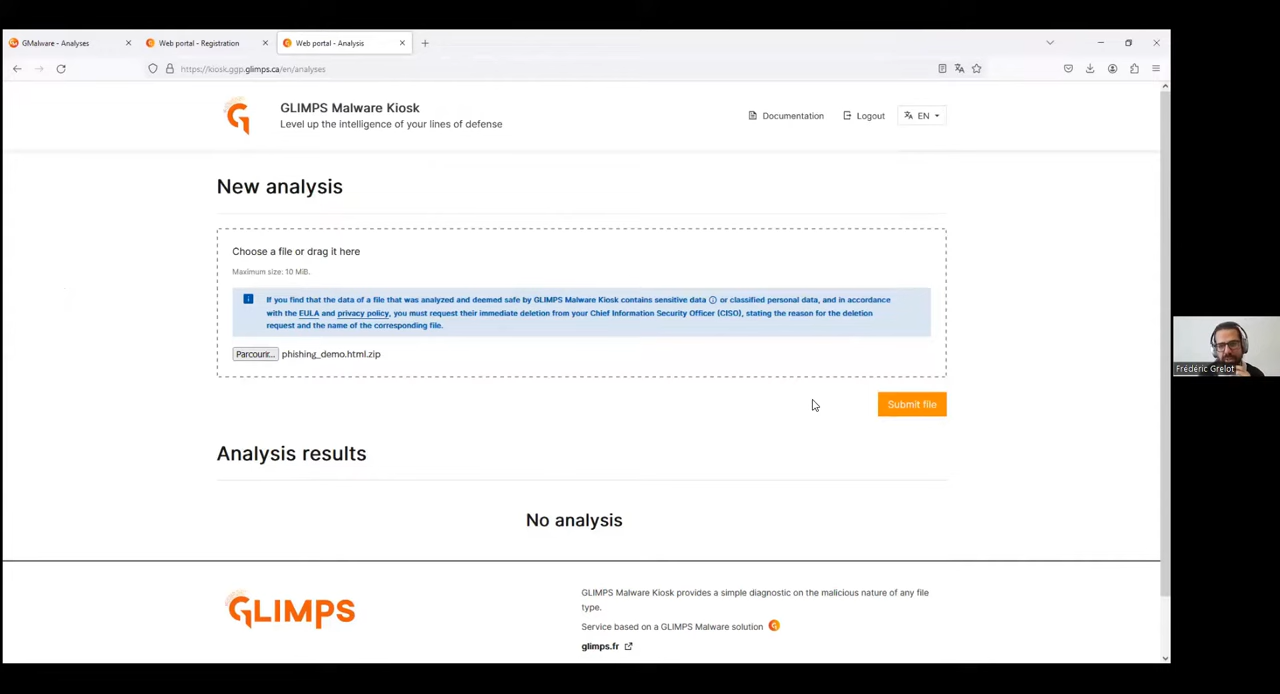 GMalware - Analyses
Web portal - Registration
Web portal - Analysis
https://kiosk.ggp.glimps.ca/en/analyses
GLIMPS Malware Kiosk
Level up the intelligence of your lines of defense
Documentation
Logout
EN
New analysis
Choose a file or drag it here
Maximum size: 10 MiB.
If you find that the data of a file that was analyzed and deemed safe by GLIMPS Malware Kiosk contains sensitive data or classified personal data, and in accordance
with the EULA and privacy policy, you must request their immediate deletion from your Chief Information Security Officer (CISO), stating the reason for the deletion
request and the name of the corresponding file.
Parcourir... phishing_demo.html.zip
Submit file
Frédéric Grelot
Analysis results
No analysis
GLIMPS
GLIMPS Malware Kiosk provides a simple diagnostic on the malicious nature of any file
type.
Service based on a GLIMPS Malware solution
glimps.fr